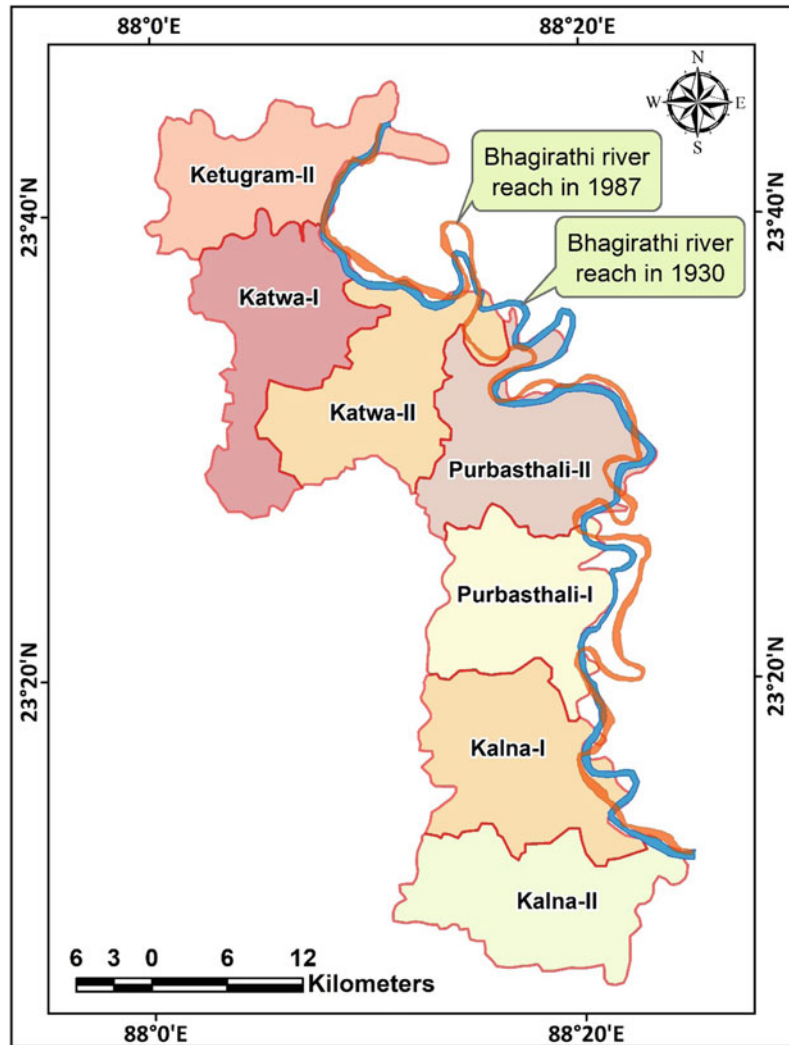 88°0'E
88°20'E
N
W
E
S
Bhagirathi river
reach in 1987
Ketugram-II
23°40'N
23°40'N
Bhagirathi river
reach in 1930
Katwa-I
Katwa-II
Purbasthali-II
Purbasthali-I
23°20'N
23°20'N
Kalna-I
Kalna-II
6 3 0 6 12
Kilometers
88°0'E
88°20'E